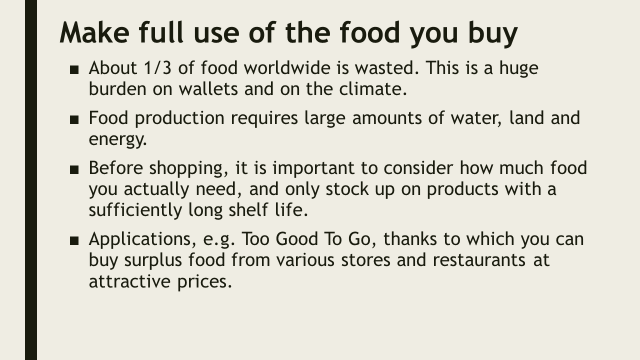 Make full use of the food you buy
■ About 1/3 of food worldwide is wasted. This is a huge
burden on wallets and on the climate.
■ Food production requires large amounts of water, land and
energy.
■ Before shopping, it is important to consider how much food
you actually need, and only stock up on products with a
sufficiently long shelf life.
■ Applications, e.g. Too Good To Go, thanks to which you can
buy surplus food from various stores and restaurants at
attractive prices.